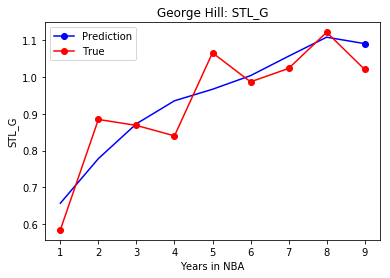 George Hill: STL_G
Prediction
True
1.1
1.0
0.9
0.8
0.7
0.6
STL_G
1 2 3 4 5 6 7 8 9
Years in NBA